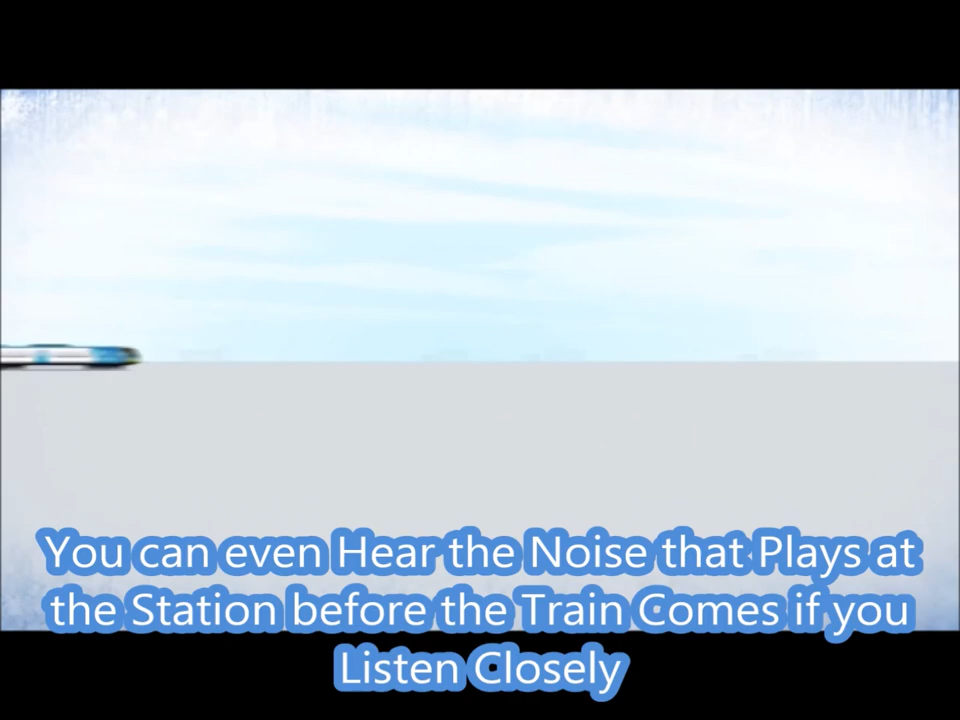 You can even Hear the Noise that Plays at
the Station before the Train Comes if you
Listen Closely